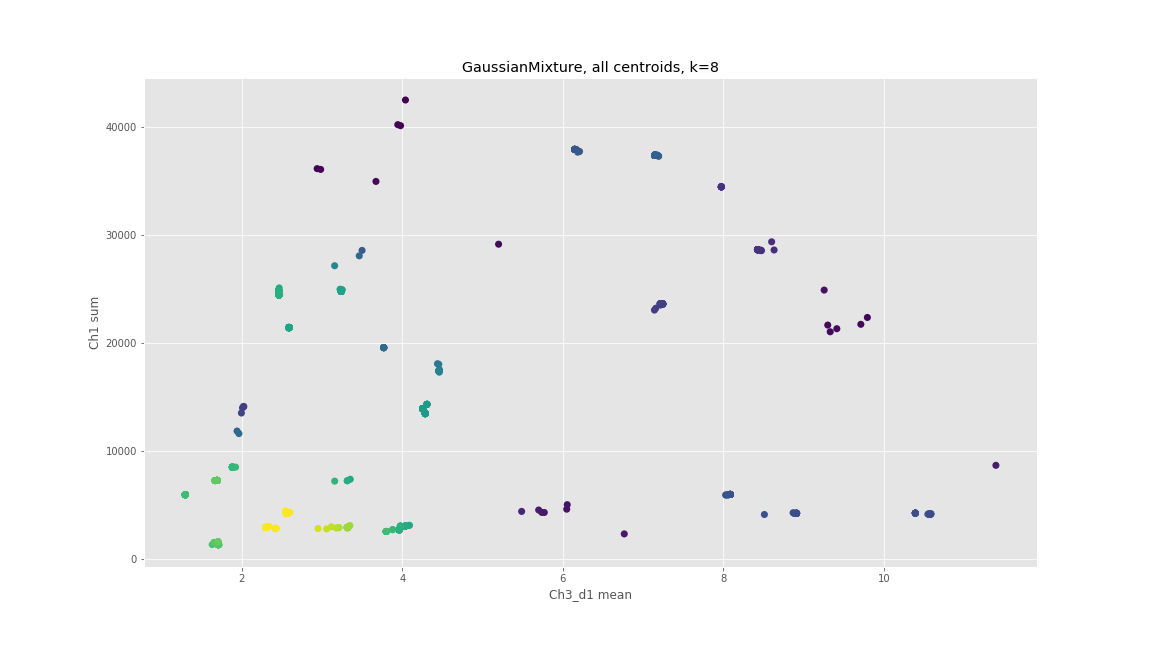 GaussianMixture, all centroids, k=8
40000
30000
20000
10000
0
Ch1 sum
2 4 6 8 10
Ch3_d1 mean